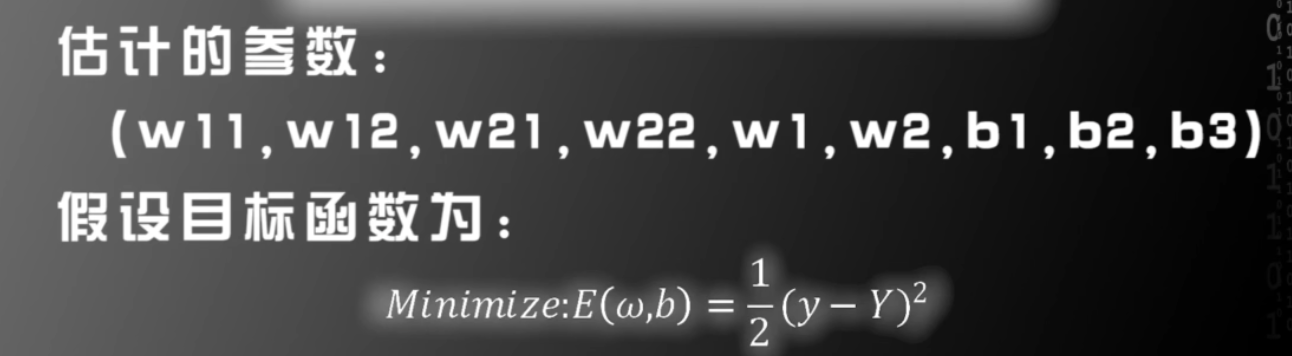 估计的参数：
(w11,w12,w21,w22,w1,w2,b1,b2,b3)
假设目标函数为：
Minimize:E(ω,b) = \frac{1}{2}(y − Y)²